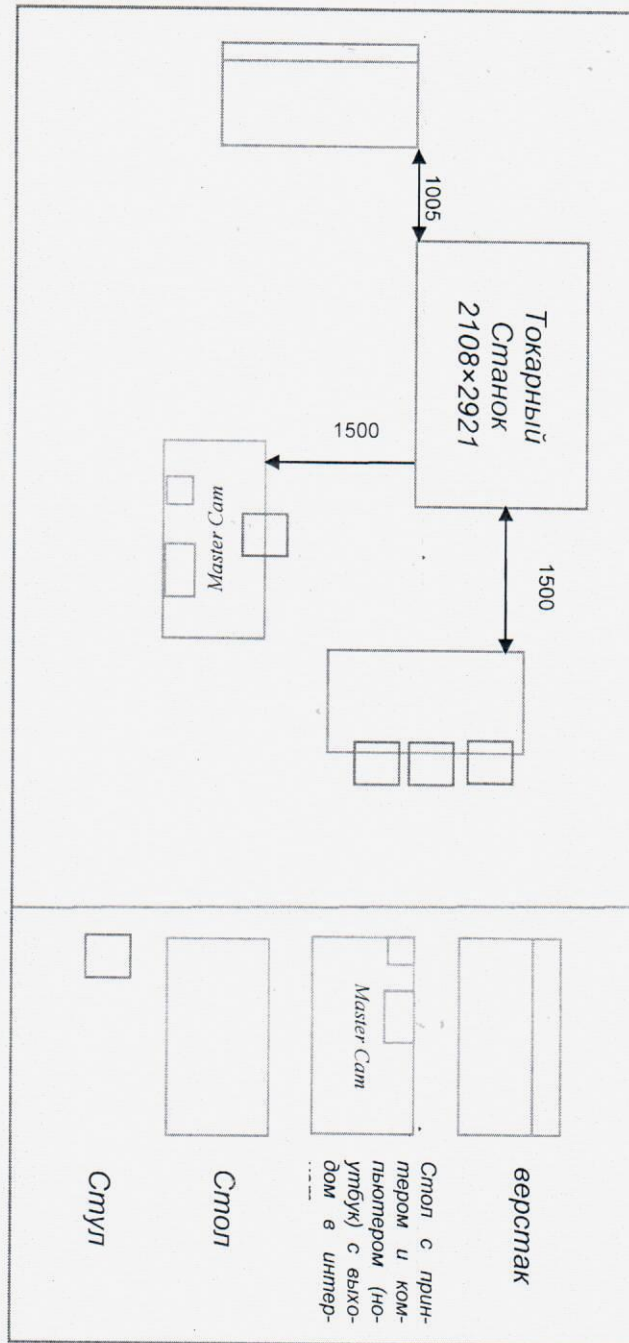 1005
Токарный
Станок
2108×2921
1500
1500
Master Cam
Master Cam
верстак
Стол с прин-
тером и ком-
пьютером (но-
утбук) с выхо-
дом в интер-
Стол
Стул